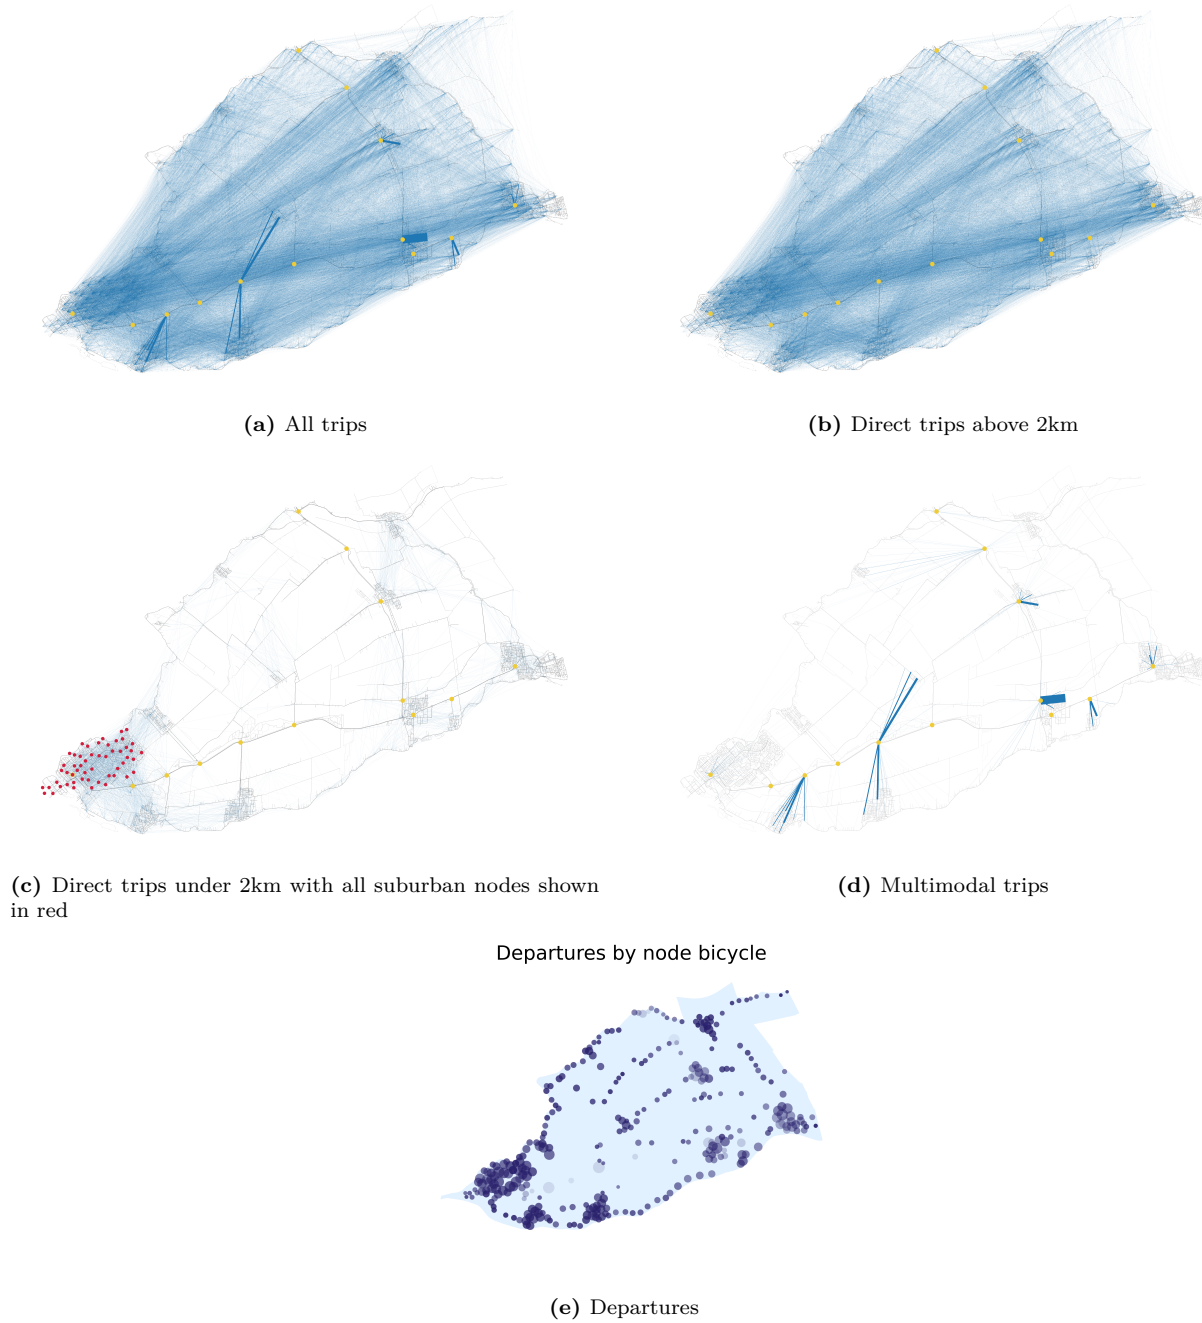 (a) All trips
(b) Direct trips above 2km
(c) Direct trips under 2km with all suburban nodes shown
in red
(d) Multimodal trips
Departures by node bicycle
(e) Departures